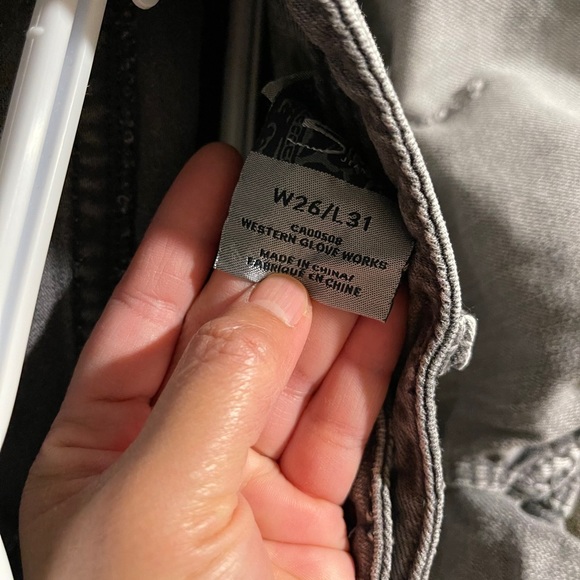 W26/L31
CA00508
WESTERN GLOVE WORKS
MADE IN CHINA/
FABRIQUÉ EN CHINE